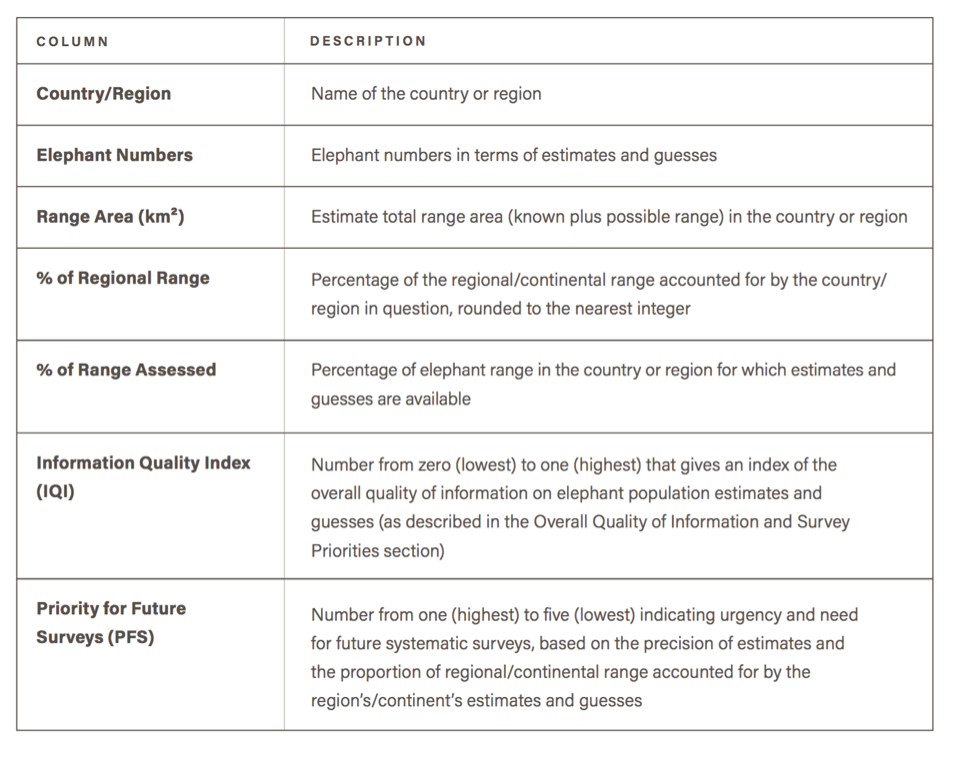 COLUMN DESCRIPTION
Country/Region Name of the country or region
Elephant Numbers Elephant numbers in terms of estimates and guesses
Range Area (km²) Estimate total range area (known plus possible range) in the country or region
% of Regional Range Percentage of the regional/continental range accounted for by the country/
region in question, rounded to the nearest integer
% of Range Assessed Percentage of elephant range in the country or region for which estimates and
guesses are available
Information Quality Index Number from zero (lowest) to one (highest) that gives an index of the
(IQI) overall quality of information on elephant population estimates and
guesses (as described in the Overall Quality of Information and Survey
Priorities section)
Priority for Future Number from one (highest) to five (lowest) indicating urgency and need
Surveys (PFS) for future systematic surveys, based on the precision of estimates and
the proportion of regional/continental range accounted for by the
region's/continent's estimates and guesses